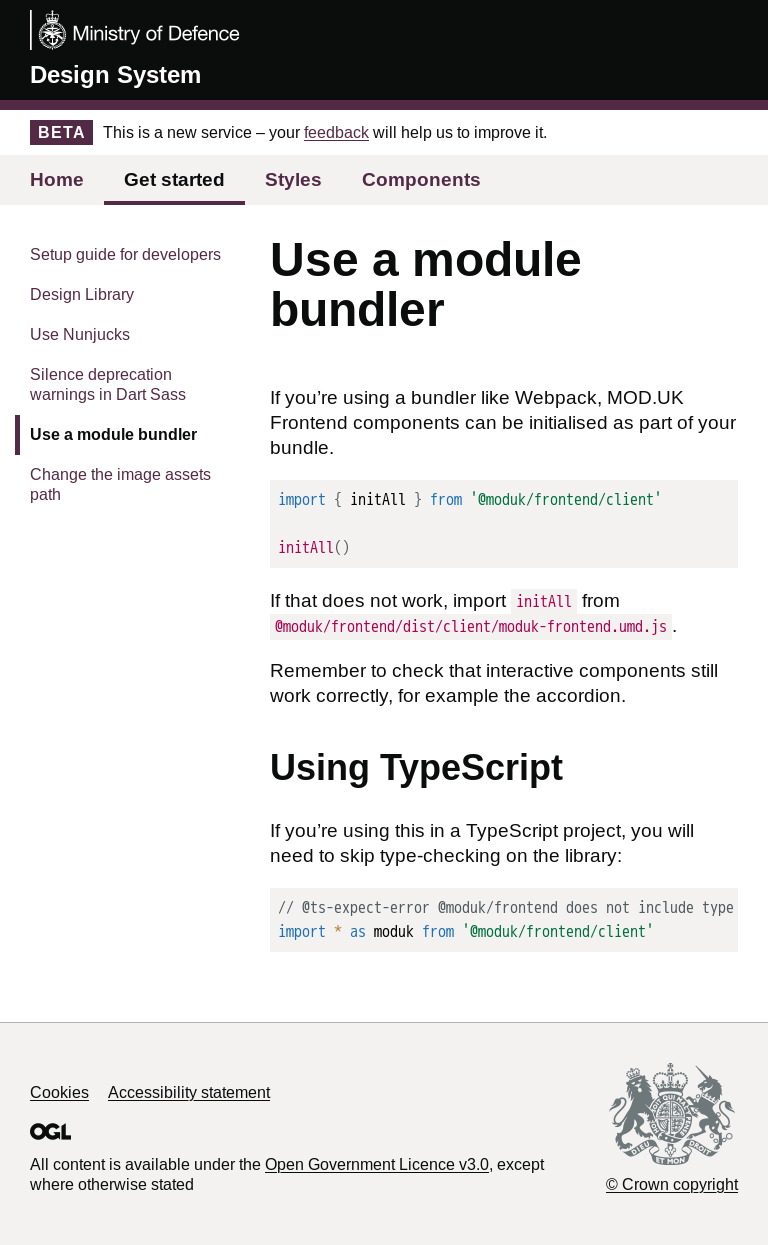 Ministry of Defence
Design System
BETA This is a new service – your feedback will help us to improve it.
Home Get started Styles Components
Setup guide for developers
Design Library
Use Nunjucks
Silence deprecation
warnings in Dart Sass
Use a module bundler
Change the image assets
path
Use a module
bundler
If you’re using a bundler like Webpack, MOD.UK
Frontend components can be initialised as part of your
bundle.
import { initAll } from '@moduk/frontend/client'
initAll()
If that does not work, import initAll from
@moduk/frontend/dist/client/moduk-frontend.umd.js.
Remember to check that interactive components still
work correctly, for example the accordion.
Using TypeScript
If you’re using this in a TypeScript project, you will
need to skip type-checking on the library:
// @ts-expect-error @moduk/frontend does not include type
import * as moduk from '@moduk/frontend/client'
Cookies Accessibility statement
OGL
All content is available under the Open Government Licence v3.0, except
where otherwise stated
DIEU ET MON DROIT
© Crown copyright